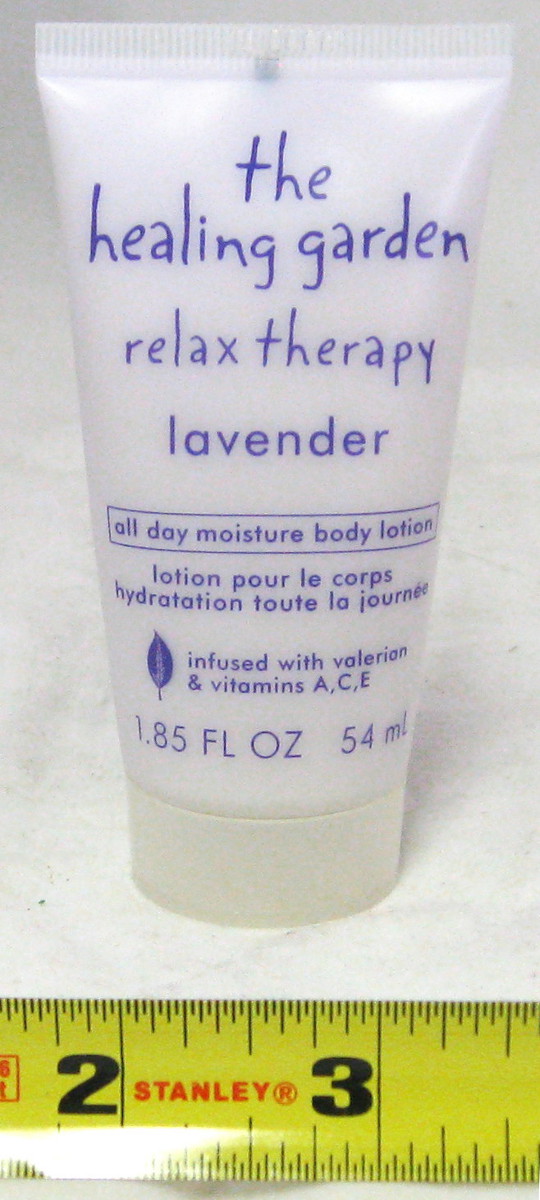 the
healing garden
relax therapy
lavender
all day moisture body lotion
lotion pour le corps
hydratation toute la journée
infused with valerian
& vitamins A,C,E
1.85 FL OZ 54 mL
2 STANLEY® 3